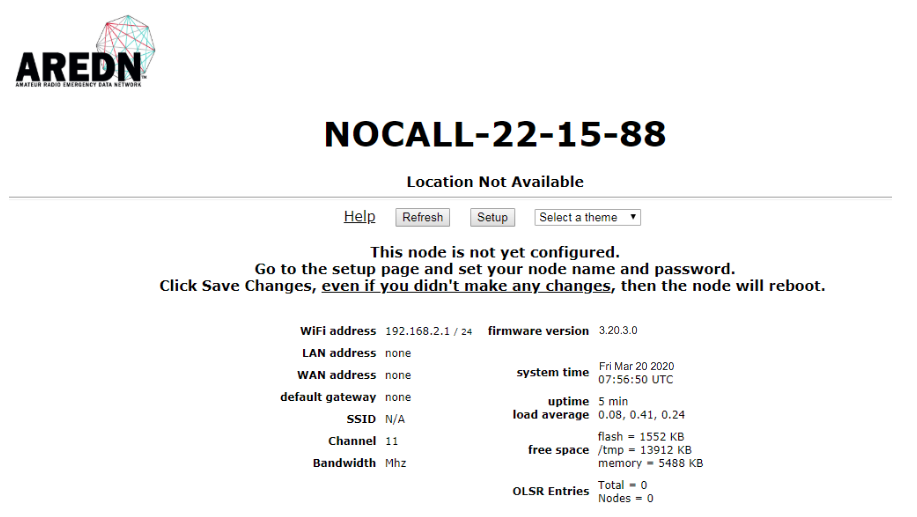 AREDN™
AMATEUR RADIO EMERGENCY DATA NETWORK
NOCALL-22-15-88
Location Not Available
Help Refresh Setup Select a theme
This node is not yet configured.
Go to the setup page and set your node name and password.
Click Save Changes, even if you didn't make any changes, then the node will reboot.
WiFi address 192.168.2.1 / 24
LAN address none
WAN address none
default gateway none
SSID N/A
Channel 11
Bandwidth Mhz
firmware version 3.20.3.0
system time Fri Mar 20 2020
07:56:50 UTC
uptime 5 min
load average 0.08, 0.41, 0.24
free space flash = 1552 KB
/tmp = 13912 KB
memory = 5488 KB
OLSR Entries Total = 0
Nodes = 0